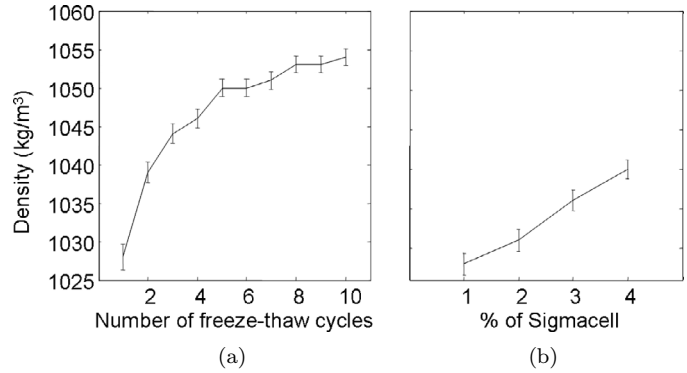 Density (kg/m³)
1060
1055
1050
1045
1040
1035
1030
1025
2 4 6 8 10
Number of freeze-thaw cycles
(a)
1 2 3 4
% of Sigmacell
(b)